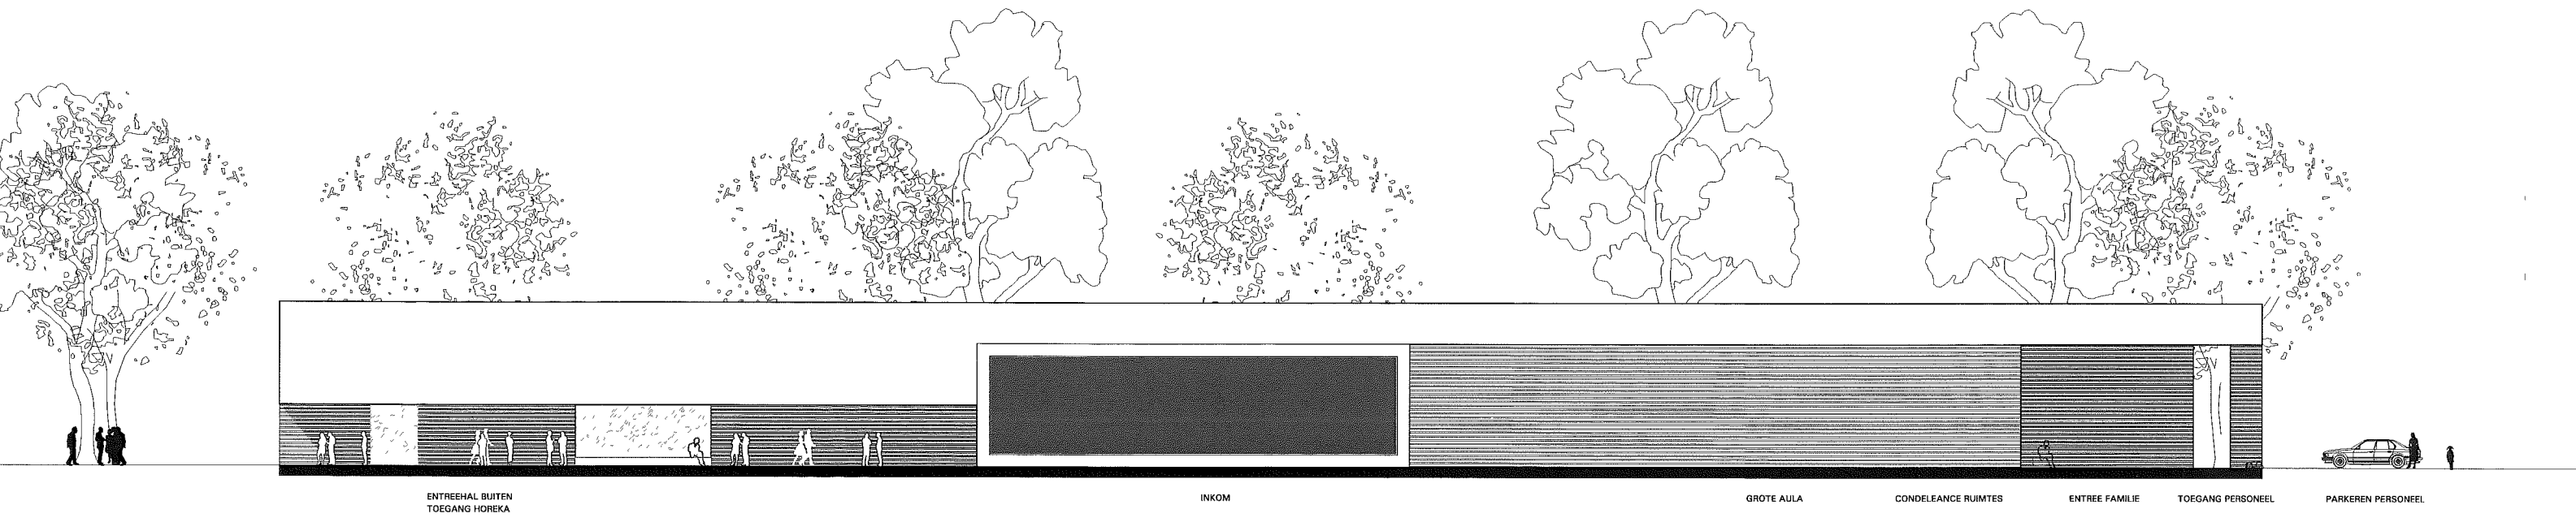 ENTREEHAL BUITEN
TOEGANG HOREKA
INKOM
GROTE AULA
CONDELEANCE RUIMTES
ENTREE FAMILIE
TOEGANG PERSONEEL
PARKEREN PERSONEEL